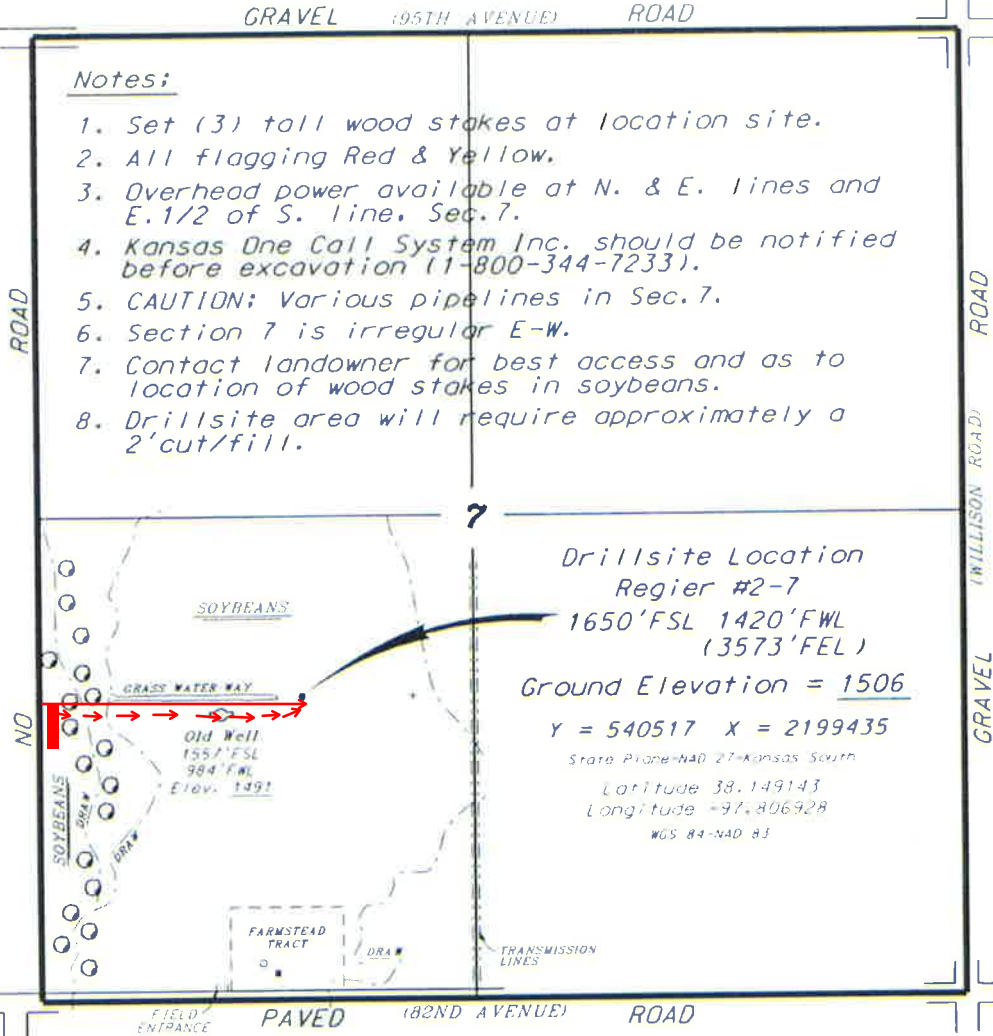 GRAVEL (95TH AVENUE) ROAD
Notes:
1. Set (3) tall wood stakes at location site.
2. All flagging Red & Yellow.
3. Overhead power available at N. & E. lines and
E.1/2 of S. line. Sec.7.
4. Kansas One Call System Inc. should be notified
before excavation (1-800-344-7233).
5. CAUTION: Various pipelines in Sec.7.
6. Section 7 is irregular E-W.
7. Contact landowner for best access and as to
location of wood stakes in soybeans.
8. Drillsite area will require approximately a
2'cut/fill.
NO ROAD
GRAVEL (WILLISON ROAD) ROAD
7
SOYBEANS
GRASS WATER WAY
Old Well
1557'FSL
984'FWL
Elev. 1491
SOYBEANS
DRAW
DRAW
FARMSTEAD
TRACT
DRAW
TRANSMISSION
LINES
Drillsite Location
Regier #2-7
1650'FSL 1420'FWL
(3573'FEL)
Ground Elevation = 1506
Y = 540517 X = 2199435
State Plane-NAD 27-Kansas South
Latitude 38.149143
Longitude -97.806928
WGS 84-NAD 83
FIELD
ENTRANCE
PAVED (82ND AVENUE) ROAD